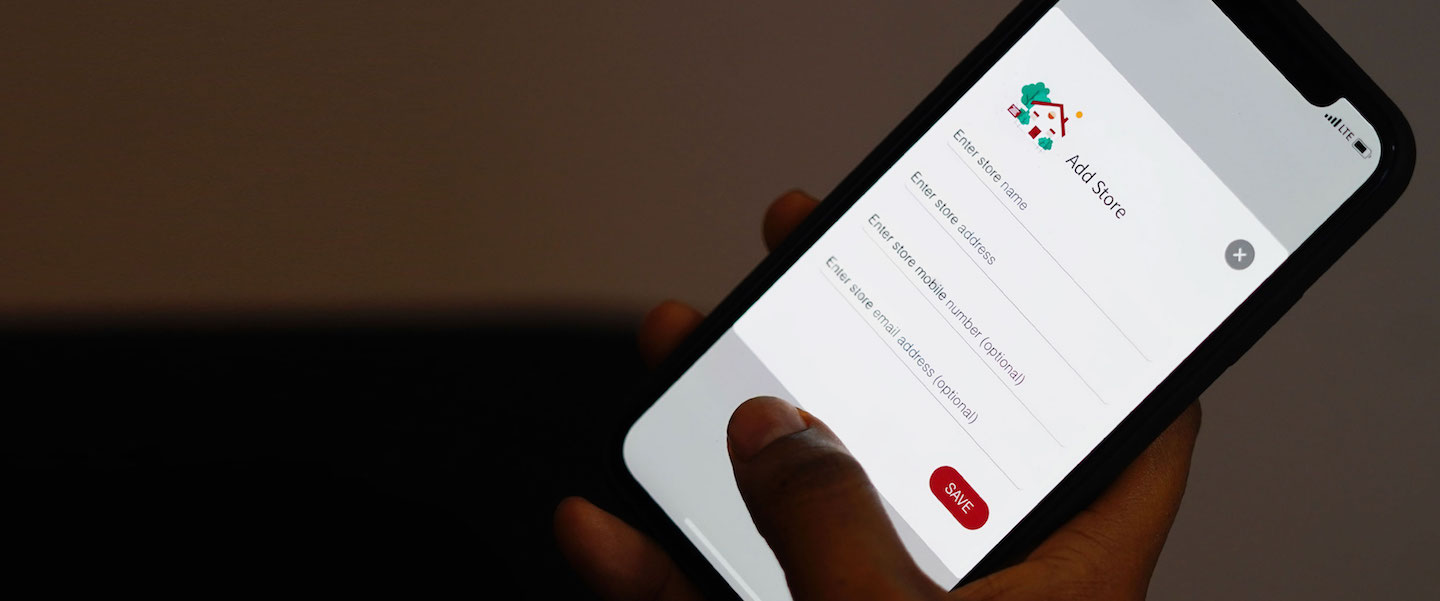 LTE
Add Store
Enter store name
Enter store address
Enter store mobile number (optional)
Enter store email address (optional)
SAVE